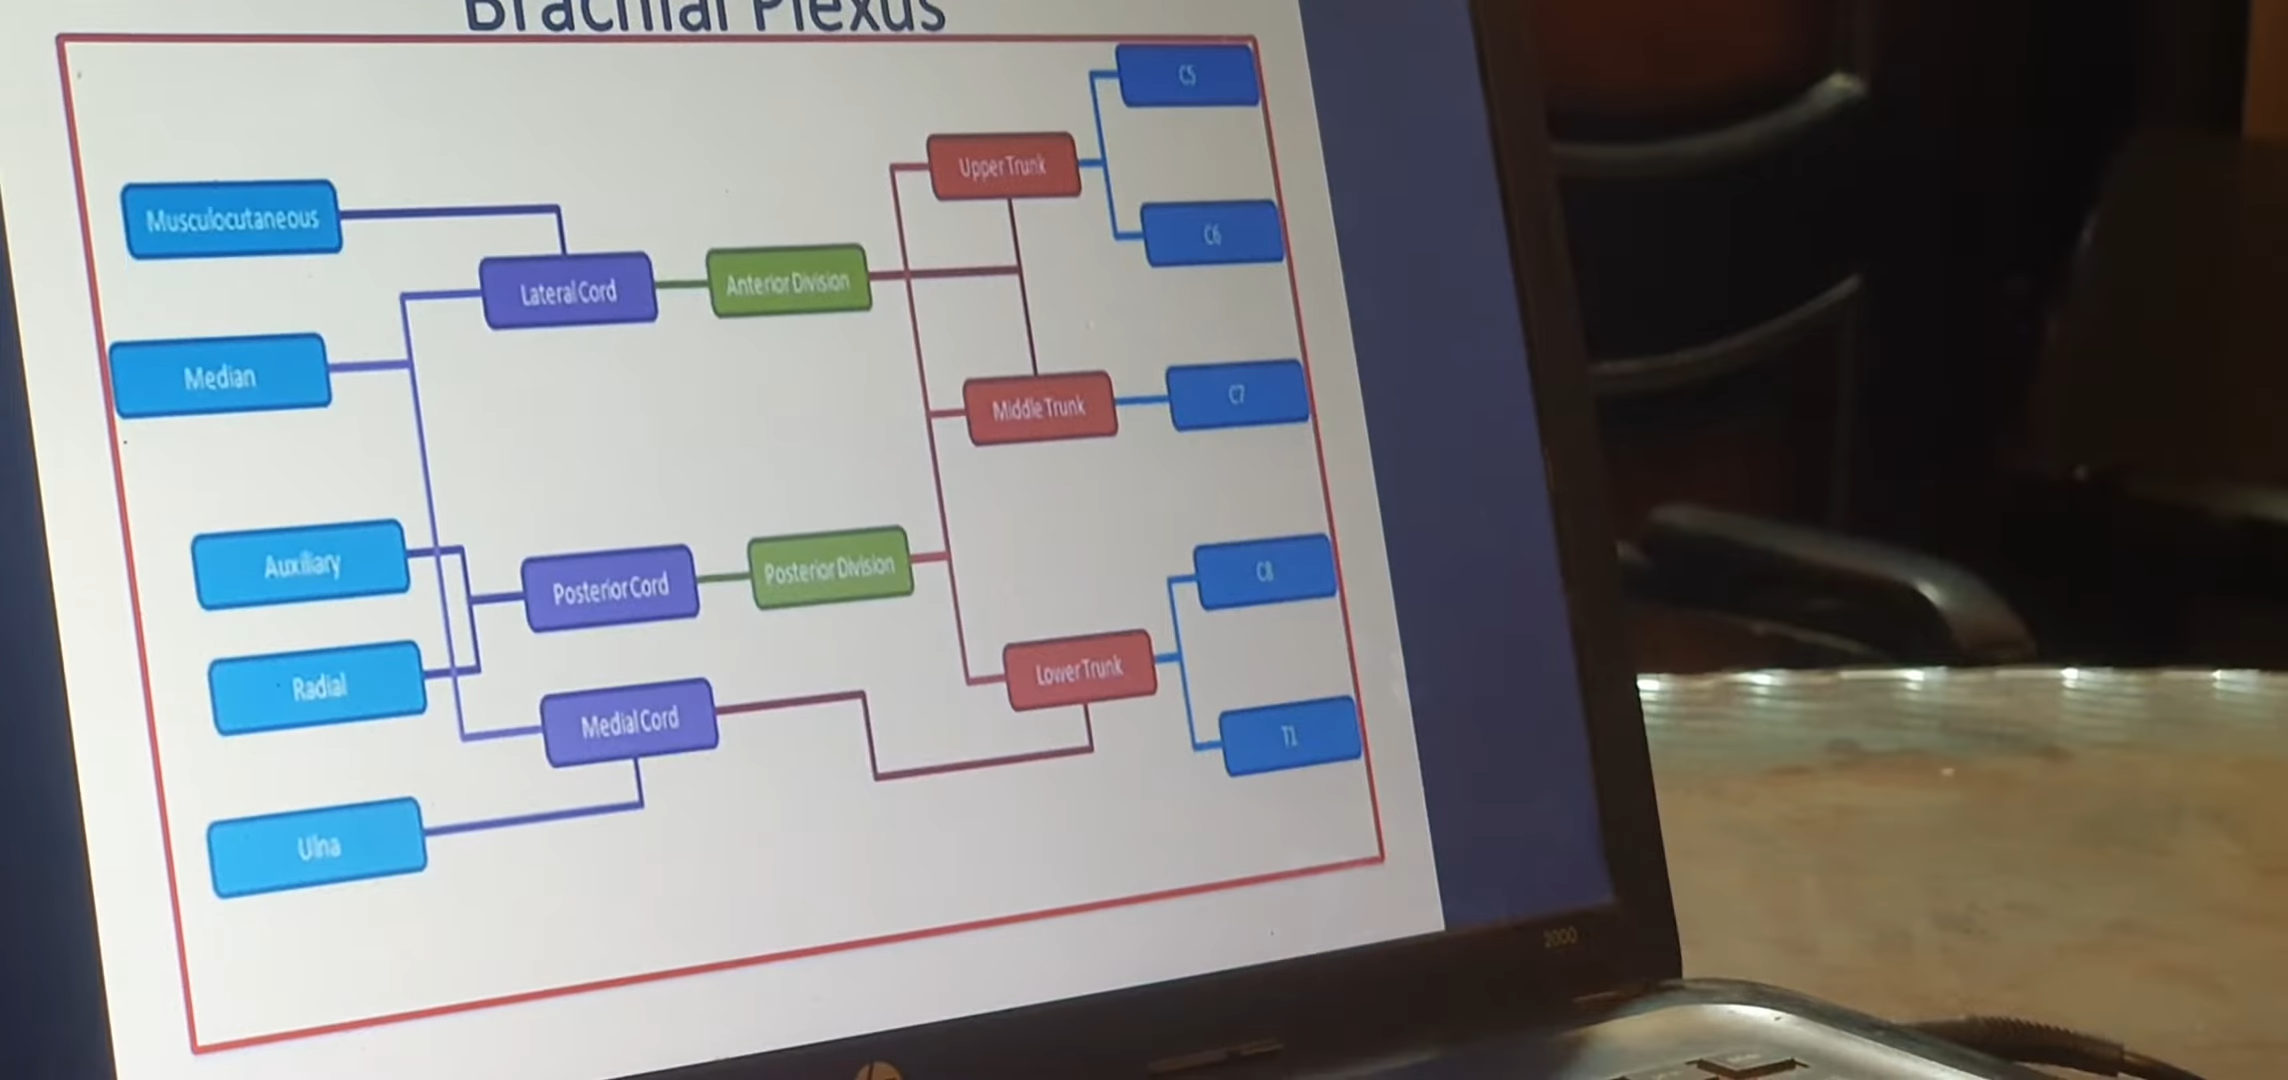 Brachial Plexus
C5
Upper Trunk
Musculocutaneous
C6
Lateral Cord
Anterior Division
Median
Middle Trunk
C7
Auxiliary
Posterior Cord
Posterior Division
C8
Radial
Medial Cord
Lower Trunk
T1
Ulna
2000